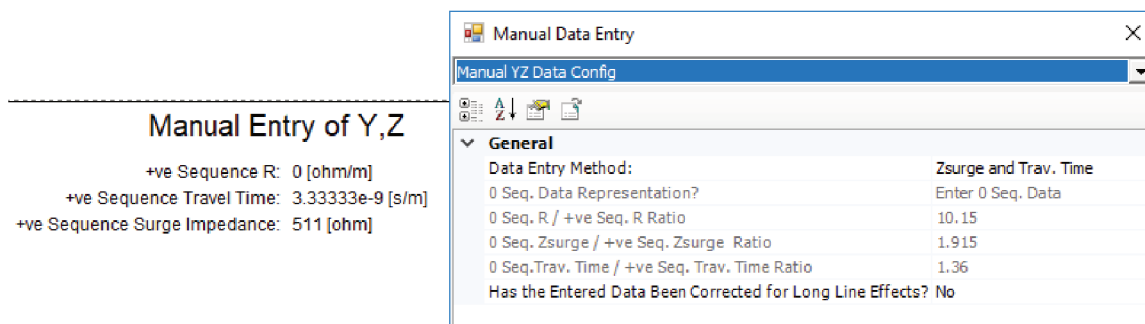 Manual Entry of Y,Z
+ve Sequence R: 0 [ohm/m]
+ve Sequence Travel Time: 3.33333e-9 [s/m]
+ve Sequence Surge Impedance: 511 [ohm]
Manual Data Entry
Manual YZ Data Config
General
Data Entry Method: Zsurge and Trav. Time
0 Seq. Data Representation? Enter 0 Seq. Data
0 Seq. R / +ve Seq. R Ratio 10.15
0 Seq. Zsurge / +ve Seq. Zsurge Ratio 1.915
0 Seq.Trav. Time / +ve Seq. Trav. Time Ratio 1.36
Has the Entered Data Been Corrected for Long Line Effects? No